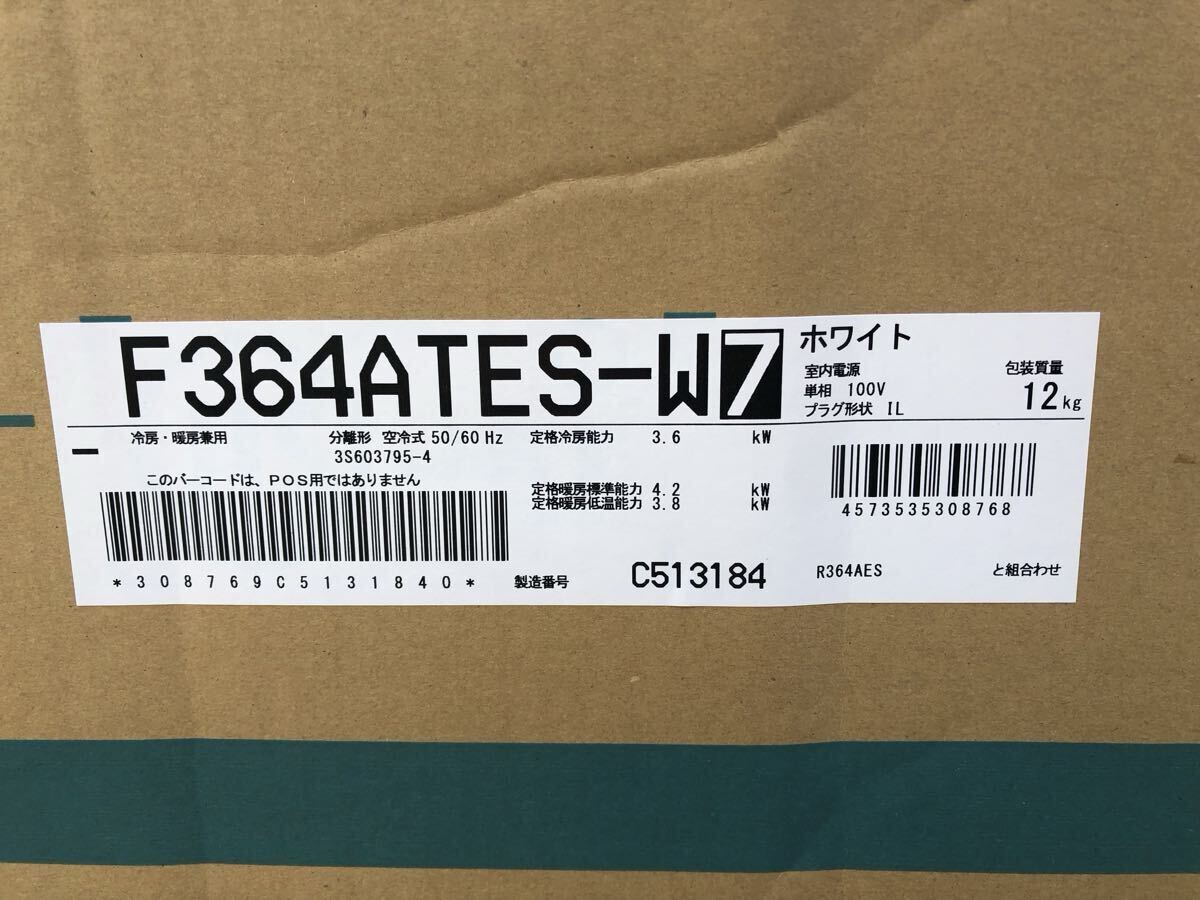 F364ATES-W7
ホワイト
室内電源
単相 100V
プラグ形状 IL
包装質量
12kg
冷房・暖房兼用
分離形 空冷式 50/60 Hz
3S603795-4
定格冷房能力 3.6 kW
定格暖房標準能力 4.2 kW
定格暖房低温能力 3.8 kW
このバーコードは、POS用ではありません
*308769C5131840*
製造番号 C513184
4573535308768
R364AES と組合わせ